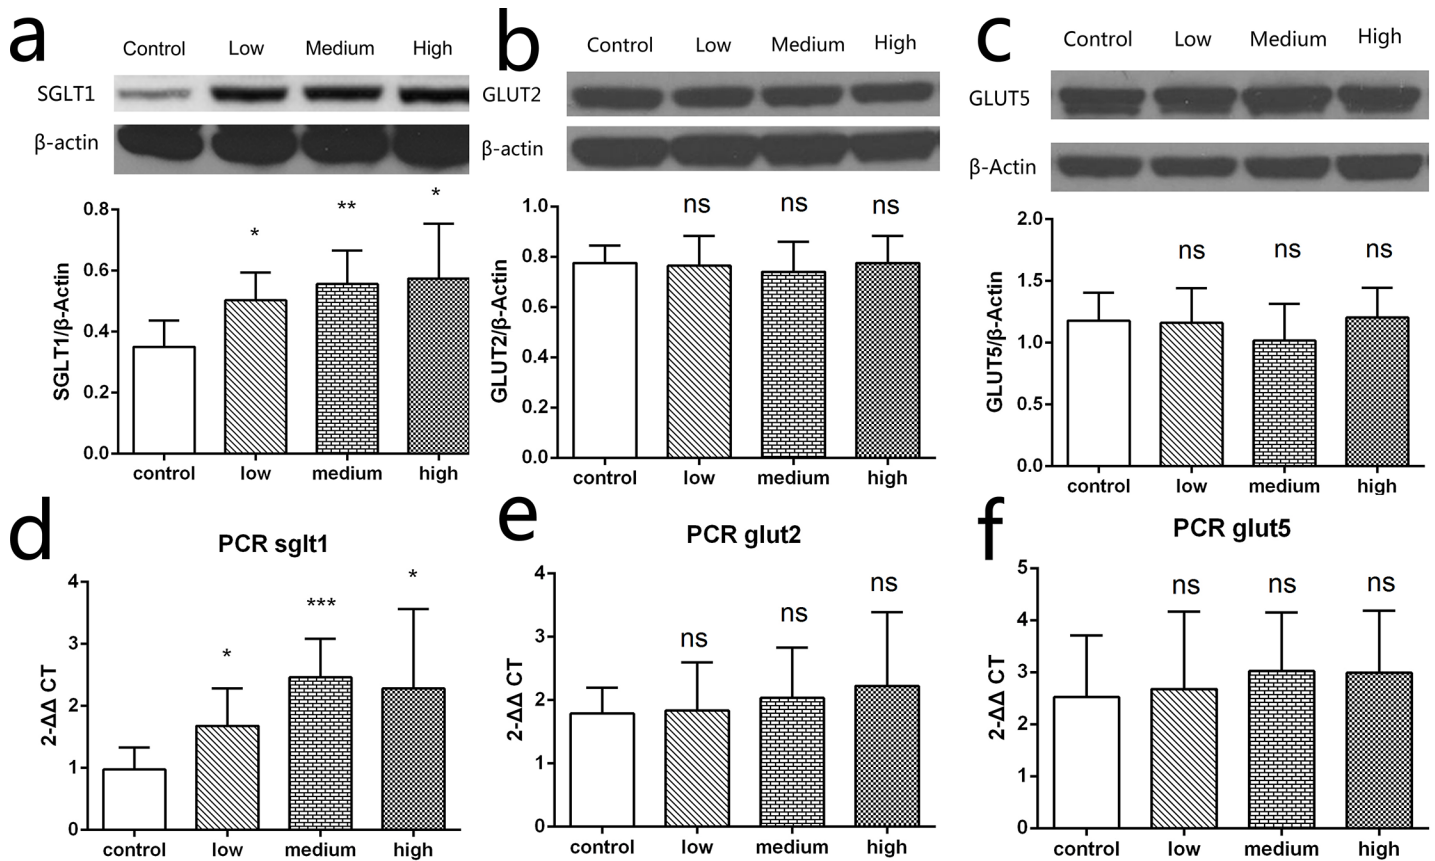 a
Control Low Medium High
SGLT1
β-actin
* ** *
0.8
0.6
0.4
0.2
0.0
SGLT1/β-Actin
control low medium high
b
Control Low Medium High
GLUT2
β-actin
ns ns ns
1.0
0.8
0.6
0.4
0.2
0.0
GLUT2/β-Actin
control low medium high
c
Control Low Medium High
GLUT5
β-Actin
ns ns ns
2.0
1.5
1.0
0.5
0.0
GLUT5/β-Actin
control low medium high
d
PCR sglt1
* *** *
4
3
2
1
0
2-ΔΔ CT
control low medium high
e
PCR glut2
ns ns ns
4
3
2
1
0
2-ΔΔ CT
control low medium high
f
PCR glut5
ns ns ns
5
4
3
2
1
0
2-ΔΔ CT
control low medium high